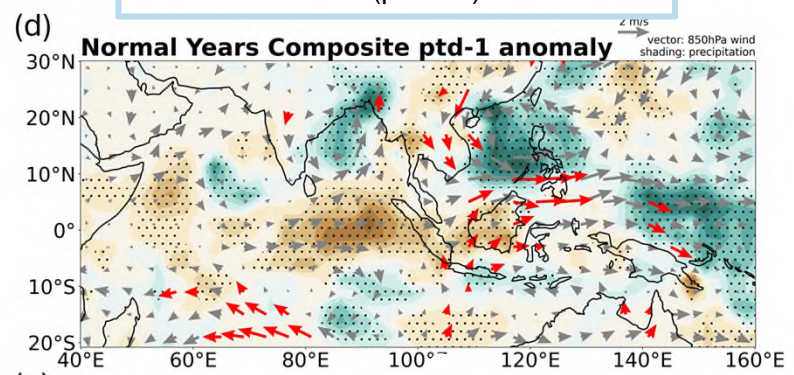 (d)
2 m/s
Normal Years Composite ptd-1 anomaly
vector: 850hPa wind
shading: precipitation
30°N
20°N
10°N
0°
10°S
20°S
40°E 60°E 80°E 100° 120°E 140°E 160°E